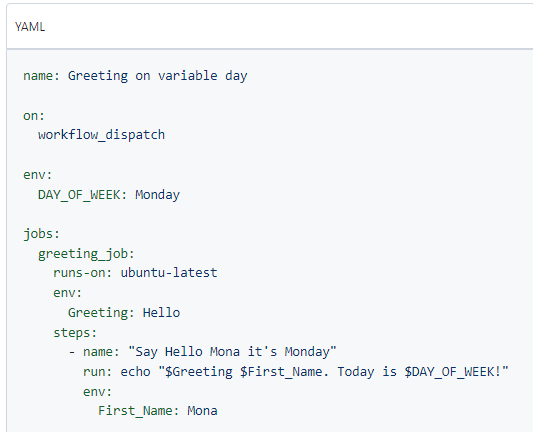 YAML
name: Greeting on variable day
on:
  workflow_dispatch
env:
  DAY_OF_WEEK: Monday
jobs:
  greeting_job:
    runs-on: ubuntu-latest
    env:
      Greeting: Hello
    steps:
      - name: "Say Hello Mona it's Monday"
        run: echo "$Greeting $First_Name. Today is $DAY_OF_WEEK!"
        env:
          First_Name: Mona